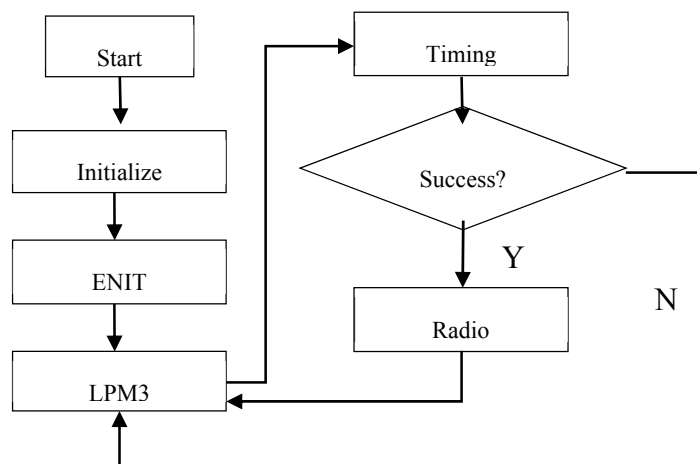 Start
Initialize
ENIT
LPM3
Timing
Success?
Y
N
Radio